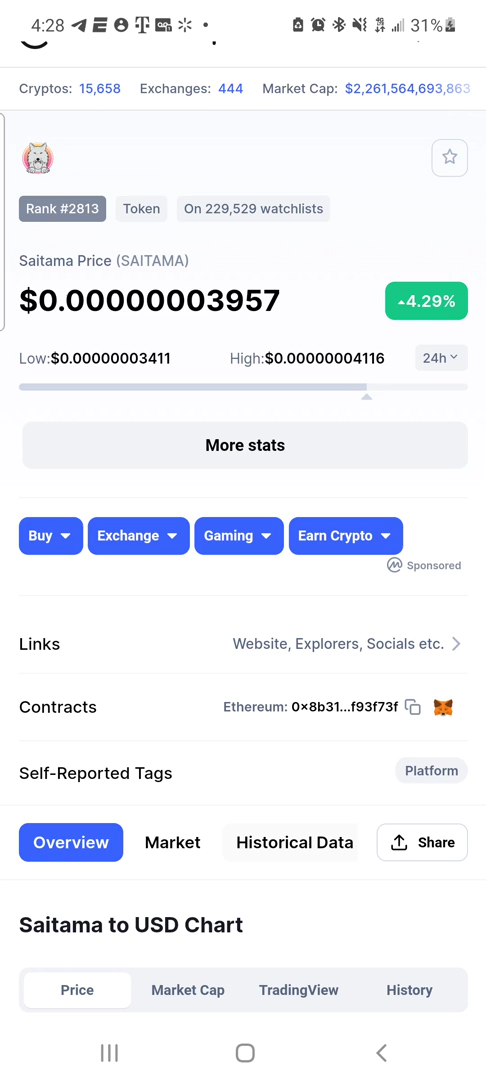 4:28 31%
Cryptos: 15,658 Exchanges: 444 Market Cap: $2,261,564,693,863
Rank #2813 Token On 229,529 watchlists
Saitama Price (SAITAMA)
$0.00000003957 4.29%
Low:$0.00000003411 High:$0.00000004116 24h
More stats
Buy Exchange Gaming Earn Crypto
Sponsored
Links Website, Explorers, Socials etc.
Contracts Ethereum: 0x8b31...f93f73f
Self-Reported Tags Platform
Overview Market Historical Data Share
Saitama to USD Chart
Price Market Cap TradingView History